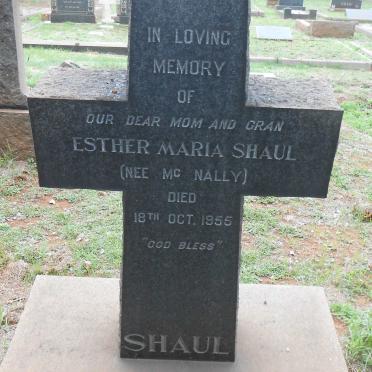 IN LOVING
MEMORY
OF
OUR DEAR MOM AND GRAN
ESTHER MARIA SHAUL
(NEE Mc NALLY)
DIED
18TH OCT. 1955
"GOD BLESS"
SHAUL